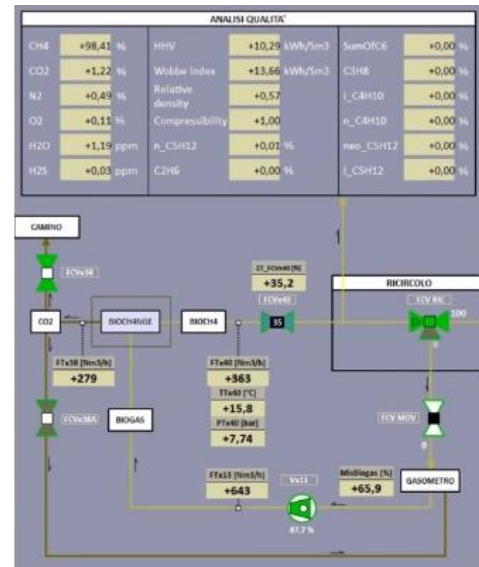 ANALISI QUALITA'
CH4 +98,41 % HHV +10,29 kWh/Sm3 SumOfC6 +0,00 %
CO2 +1,22 % Wobbe Index +13,66 kWh/Sm3 C3H8 +0,00 %
N2 +0,49 % Relative density +0,57 I_C4H10 +0,00 %
O2 +0,11 % Compressibility +1,00 n_C4H10 +0,00 %
H2O +1,19 ppm n_C5H12 +0,01 % neo_C5H12 +0,00 %
H2S +0,03 ppm C2H6 +0,00 % I_C5H12 +0,00 %
CAMINO
FCVx38
ZT_FCVx40 [%]
+35,2
FCVx40
RICIRCOLO
FCV RIC
100
0
CO2
BIOCH4NGE
BIOCH4
35
FTx38 [Nm3/h]
+279
FTx40 [Nm3/h]
+363
TTx40 [°C]
+15,8
PTx40 [bar]
+7,74
FCVx38A
BIOGAS
FCV MOV
0
FTx13 [Nm3/h]
+643
Vx11
87,7 %
MisBiogas [%]
+65,9
GASOMETRO